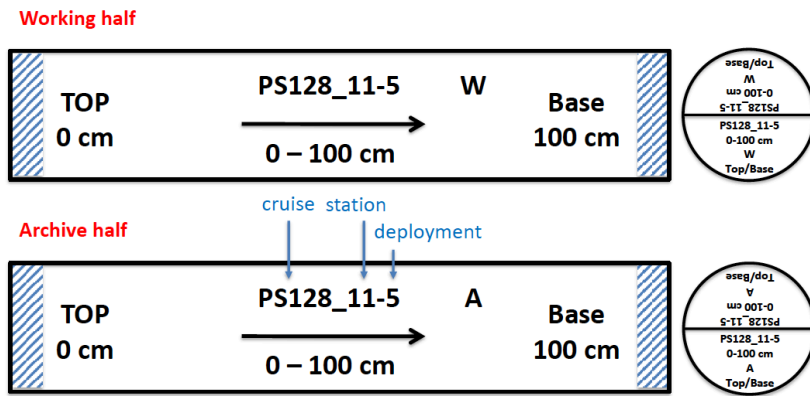 Working half
PS128_11-5 W
TOP
0 cm
0 – 100 cm
Base
100 cm
Top/Base
W
0-100 cm
PS128_11-5
PS128_11-5
0-100 cm
W
Top/Base
cruise station
deployment
Archive half
PS128_11-5 A
TOP
0 cm
0 – 100 cm
Base
100 cm
Top/Base
A
0-100 cm
PS128_11-5
PS128_11-5
0-100 cm
A
Top/Base